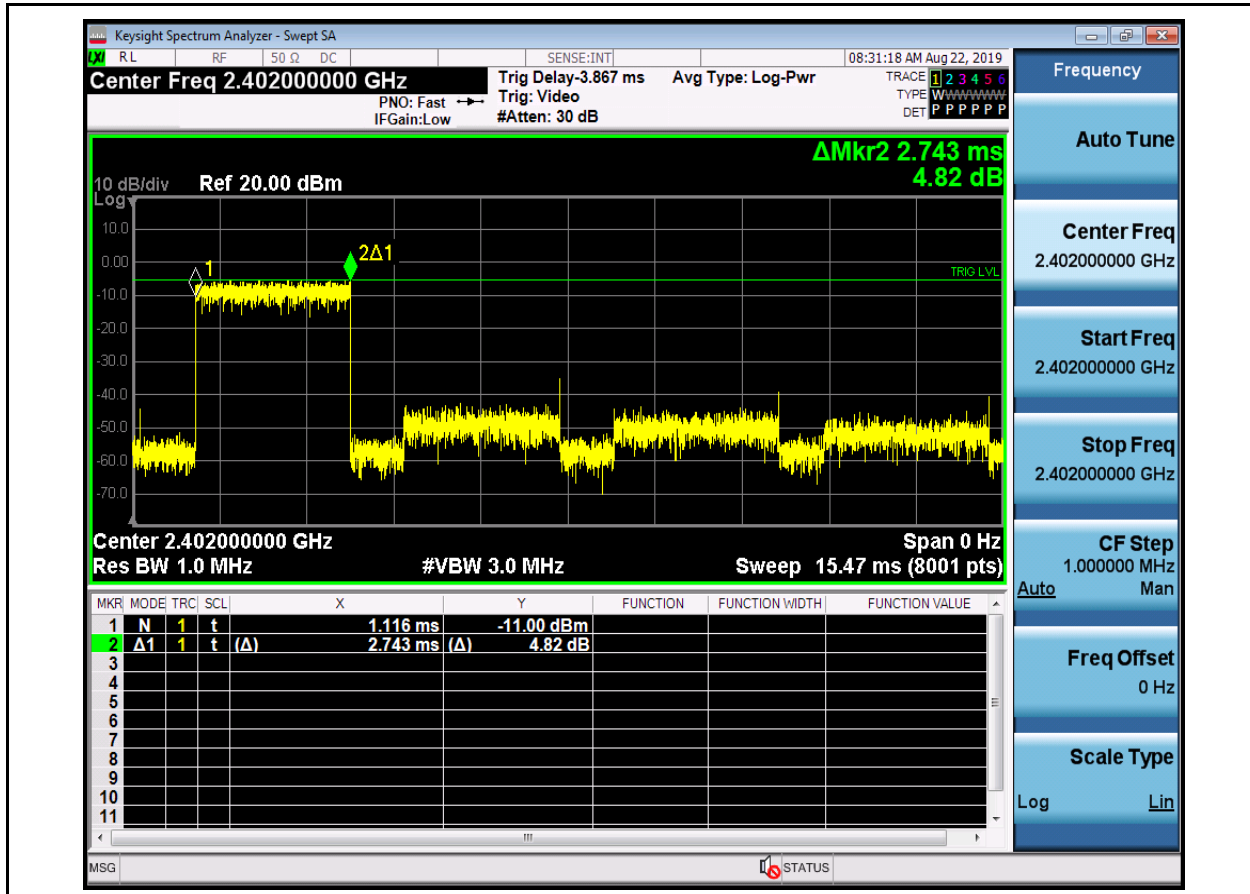 Keysight Spectrum Analyzer - Swept SA
LXI RL RF 50 Ω DC SENSE:INT 08:31:18 AM Aug 22, 2019
Center Freq 2.402000000 GHz
PNO: Fast
IFGain:Low
Trig Delay-3.867 ms
Trig: Video
#Atten: 30 dB
Avg Type: Log-Pwr
TRACE 1 2 3 4 5 6
TYPE WWWWWW
DET P P P P P P
ΔMkr2 2.743 ms
4.82 dB
10 dB/div Ref 20.00 dBm
Log
10.0
0.00
-10.0
-20.0
-30.0
-40.0
-50.0
-60.0
-70.0
1
2Δ1
TRIG LVL
Center 2.402000000 GHz Span 0 Hz
Res BW 1.0 MHz #VBW 3.0 MHz Sweep 15.47 ms (8001 pts)
MKR MODE TRC SCL X Y FUNCTION FUNCTION WIDTH FUNCTION VALUE
1 N 1 t 1.116 ms -11.00 dBm
2 Δ1 1 t (Δ) 2.743 ms (Δ) 4.82 dB
3
4
5
6
7
8
9
10
11
MSG STATUS
Frequency
Auto Tune
Center Freq
2.402000000 GHz
Start Freq
2.402000000 GHz
Stop Freq
2.402000000 GHz
CF Step
1.000000 MHz
Auto Man
Freq Offset
0 Hz
Scale Type
Log Lin